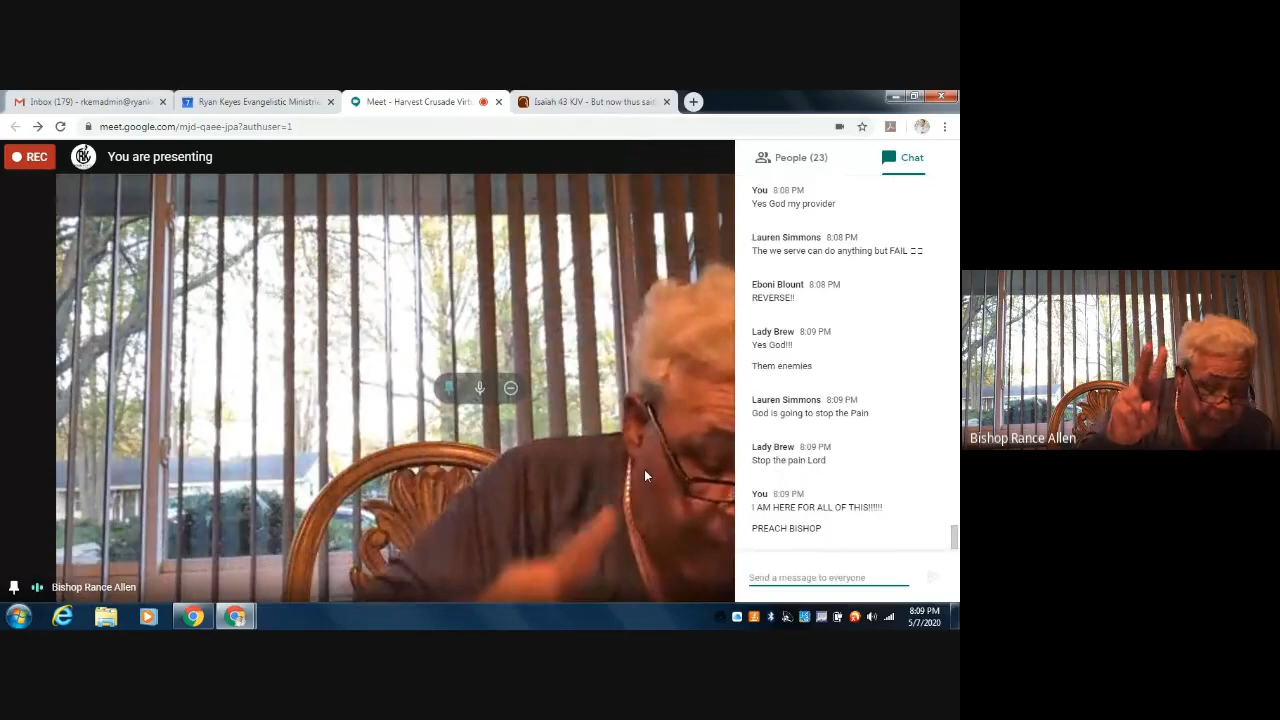 Inbox (179) - rkemadmin@ryank
Ryan Keyes Evangelistic Ministrie
Meet - Harvest Crusade Virtu
Isaiah 43 KJV - But now thus sai
meet.google.com/mjd-qaee-jpa?authuser=1
REC
You are presenting
People (23)
Chat
You 8:08 PM
Yes God my provider
Lauren Simmons 8:08 PM
The we serve can do anything but FAIL
Eboni Blount 8:08 PM
REVERSE!!
Lady Brew 8:09 PM
Yes God!!!
Them enemies
Lauren Simmons 8:09 PM
God is going to stop the Pain
Lady Brew 8:09 PM
Stop the pain Lord
You 8:09 PM
I AM HERE FOR ALL OF THIS!!!!!!
PREACH BISHOP
Send a message to everyone
Bishop Rance Allen
8:09 PM
5/7/2020
Bishop Rance Allen